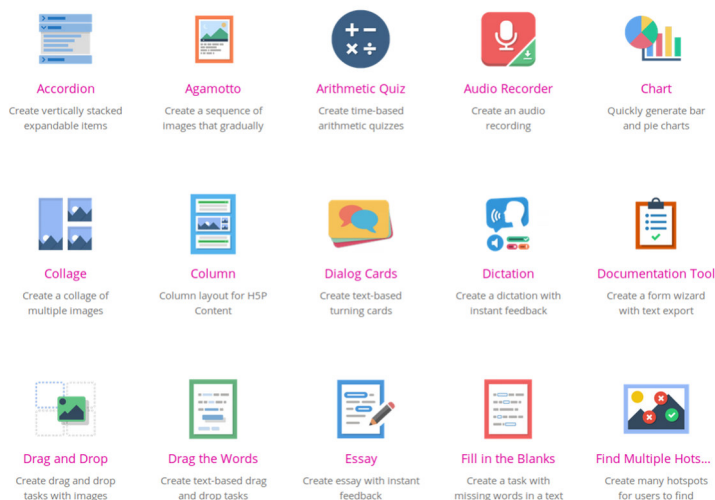 Accordion
Create vertically stacked
expandable items
Agamotto
Create a sequence of
images that gradually
Arithmetic Quiz
Create time-based
arithmetic quizzes
Audio Recorder
Create an audio
recording
Chart
Quickly generate bar
and pie charts
Collage
Create a collage of
multiple images
Column
Column layout for H5P
Content
Dialog Cards
Create text-based
turning cards
Dictation
Create a dictation with
instant feedback
Documentation Tool
Create a form wizard
with text export
Drag and Drop
Create drag and drop
tasks with images
Drag the Words
Create text-based drag
and drop tasks
Essay
Create essay with instant
feedback
Fill in the Blanks
Create a task with
missing words in a text
Find Multiple Hots...
Create many hotspots
for users to find